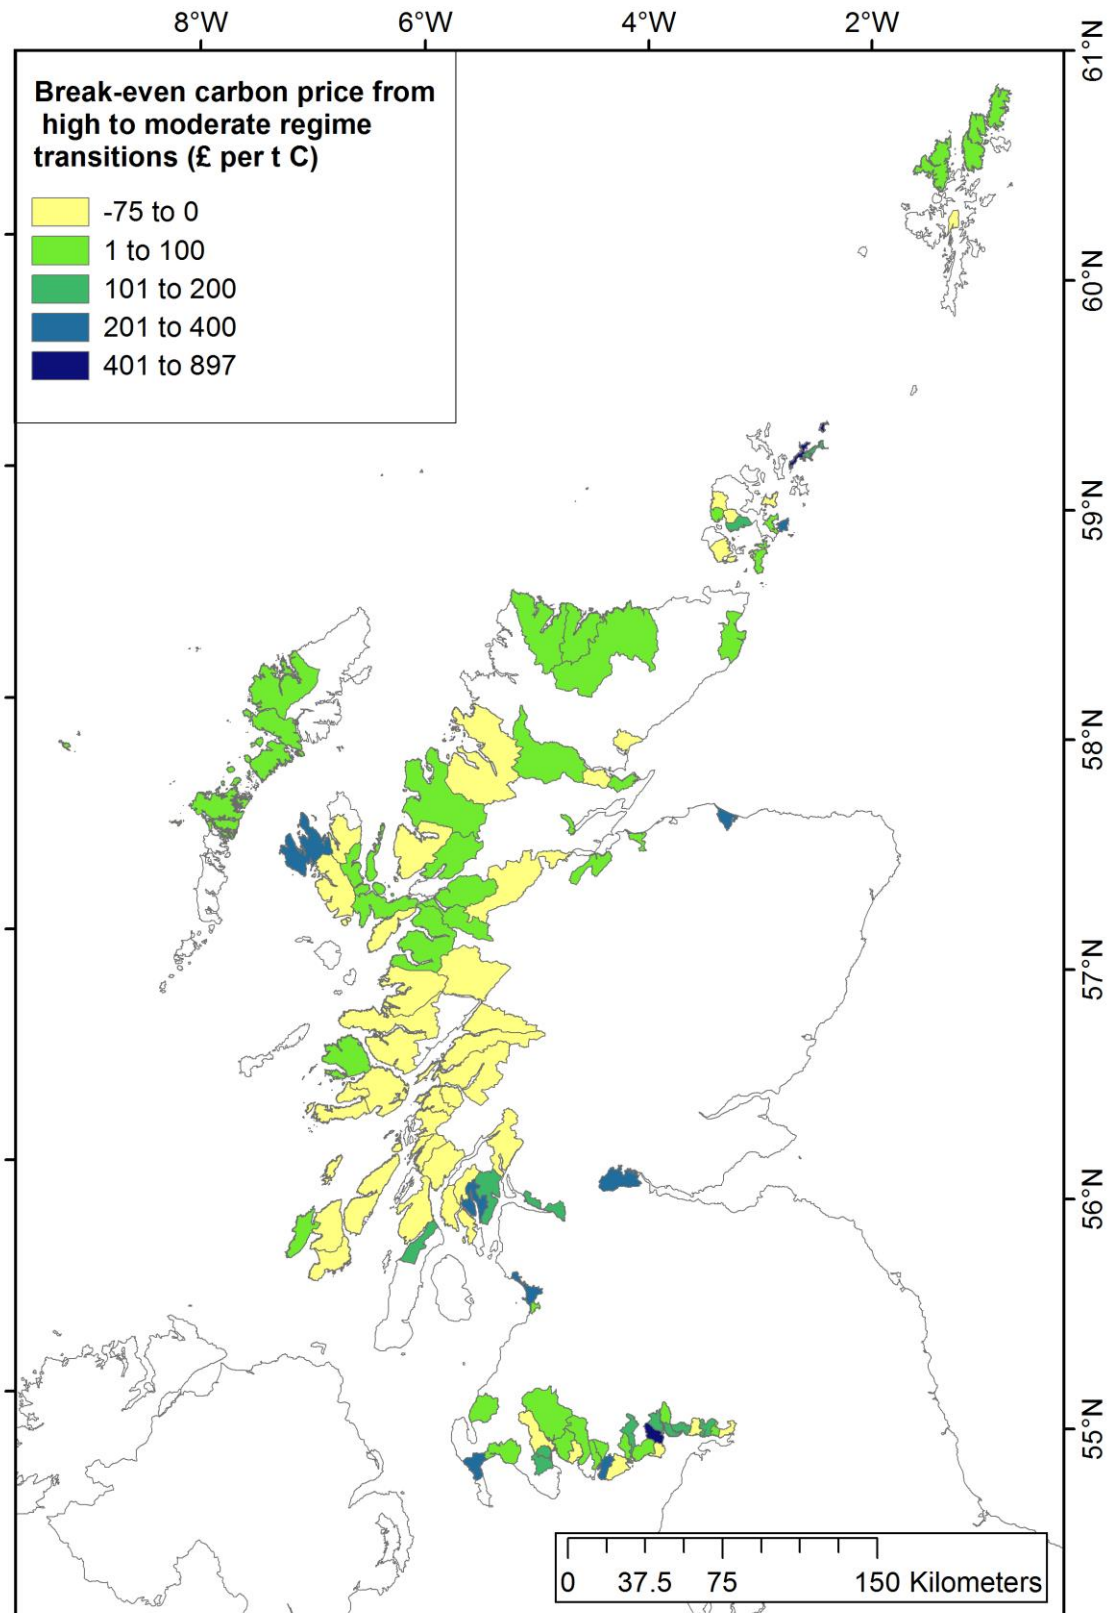 8°W 6°W 4°W 2°W
61°N
Break-even carbon price from
high to moderate regime
transitions (£ per t C)
-75 to 0
1 to 100
101 to 200
201 to 400
401 to 897
60°N
59°N
58°N
57°N
56°N
55°N
0 37.5 75 150 Kilometers